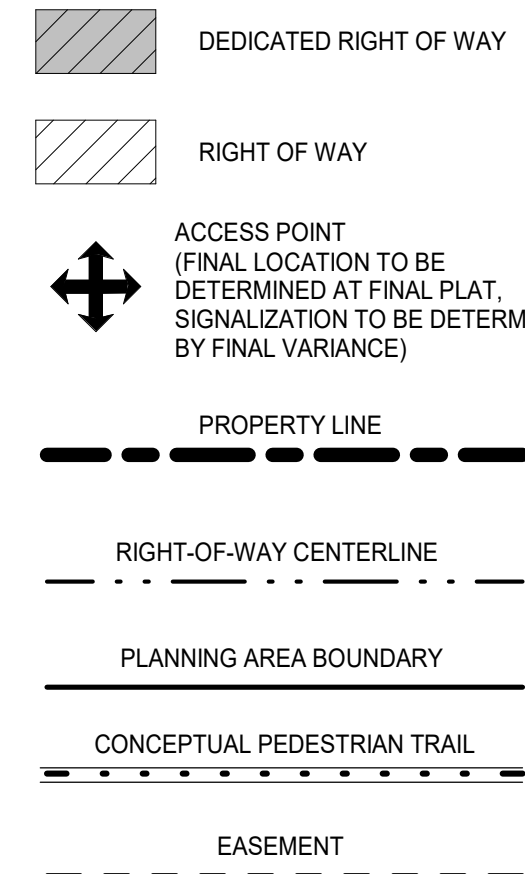 DEDICATED RIGHT OF WAY
RIGHT OF WAY
ACCESS POINT
(FINAL LOCATION TO BE
DETERMINED AT FINAL PLAT,
SIGNALIZATION TO BE DETERM
BY FINAL VARIANCE)
PROPERTY LINE
RIGHT-OF-WAY CENTERLINE
PLANNING AREA BOUNDARY
CONCEPTUAL PEDESTRIAN TRAIL
EASEMENT